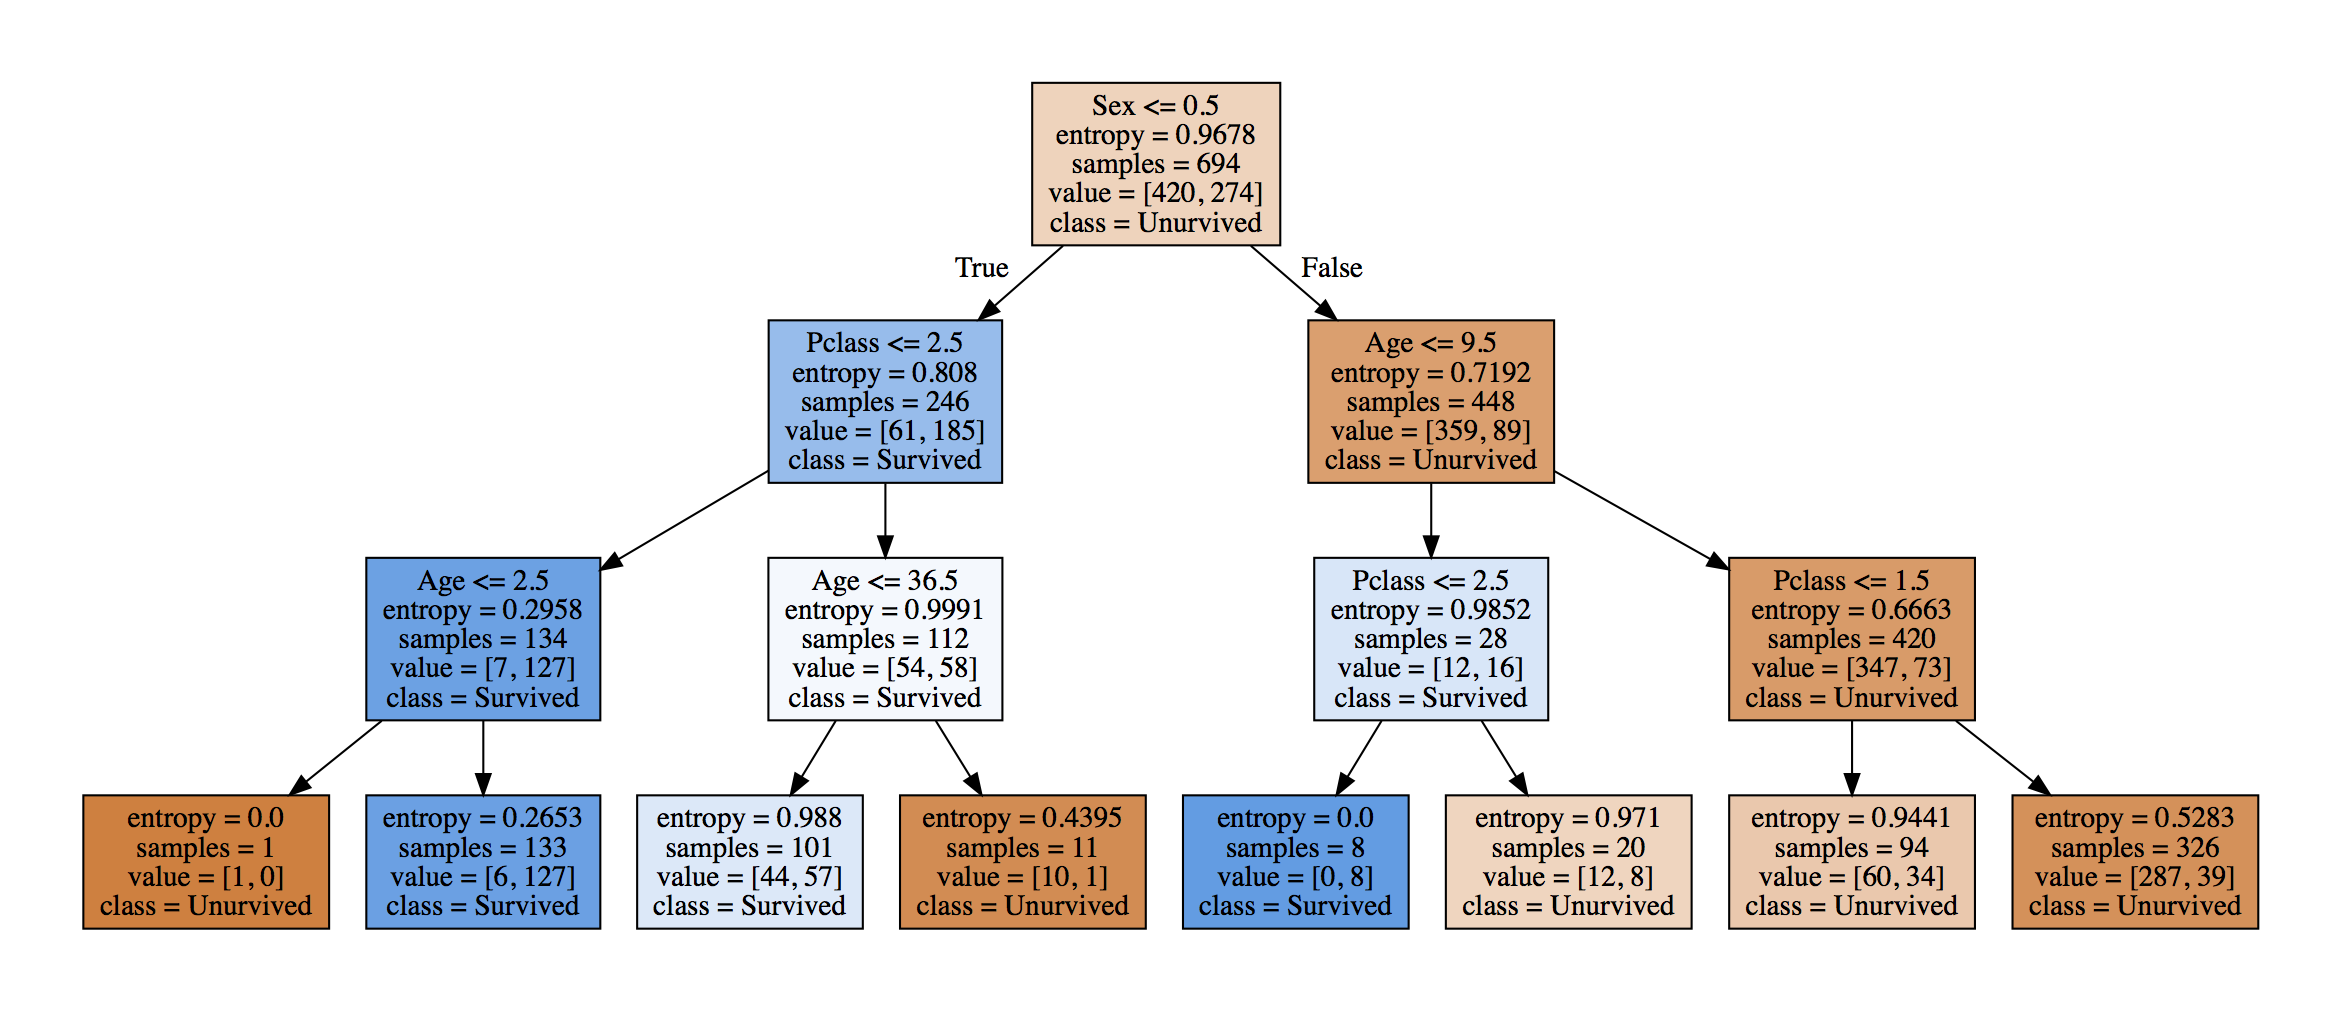 Sex <= 0.5
entropy = 0.9678
samples = 694
value = [420, 274]
class = Unurvived
True
False
Pclass <= 2.5
entropy = 0.808
samples = 246
value = [61, 185]
class = Survived
Age <= 9.5
entropy = 0.7192
samples = 448
value = [359, 89]
class = Unurvived
Age <= 2.5
entropy = 0.2958
samples = 134
value = [7, 127]
class = Survived
Age <= 36.5
entropy = 0.9991
samples = 112
value = [54, 58]
class = Survived
Pclass <= 2.5
entropy = 0.9852
samples = 28
value = [12, 16]
class = Survived
Pclass <= 1.5
entropy = 0.6663
samples = 420
value = [347, 73]
class = Unurvived
entropy = 0.0
samples = 1
value = [1, 0]
class = Unurvived
entropy = 0.2653
samples = 133
value = [6, 127]
class = Survived
entropy = 0.988
samples = 101
value = [44, 57]
class = Survived
entropy = 0.4395
samples = 11
value = [10, 1]
class = Unurvived
entropy = 0.0
samples = 8
value = [0, 8]
class = Survived
entropy = 0.971
samples = 20
value = [12, 8]
class = Unurvived
entropy = 0.9441
samples = 94
value = [60, 34]
class = Unurvived
entropy = 0.5283
samples = 326
value = [287, 39]
class = Unurvived